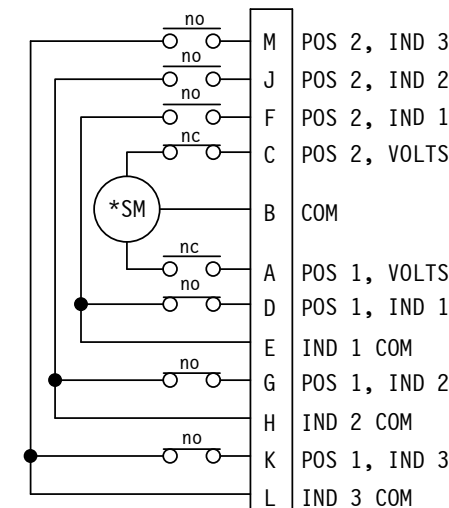 no
M POS 2, IND 3
no
J POS 2, IND 2
no
F POS 2, IND 1
nc
C POS 2, VOLTS
*SM
B COM
nc
A POS 1, VOLTS
no
D POS 1, IND 1
E IND 1 COM
no
G POS 1, IND 2
H IND 2 COM
no
K POS 1, IND 3
L IND 3 COM